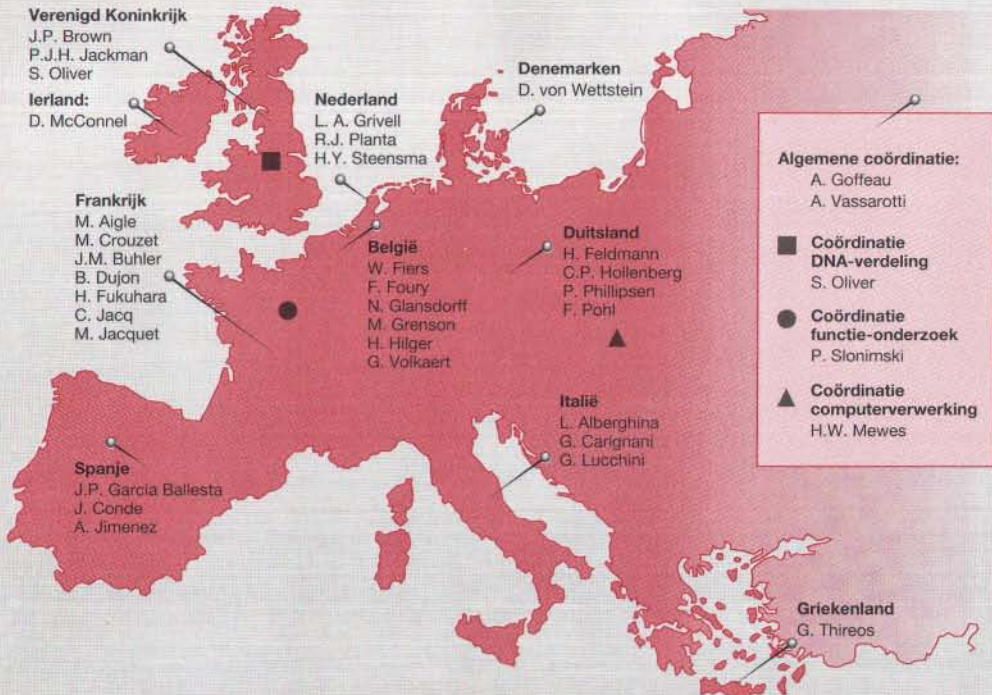 Verenigd Koninkrijk
J.P. Brown
P.J.H. Jackman
S. Oliver
Ierland:
D. McConnel
Nederland
L. A. Grivell
R.J. Planta
H.Y. Steensma
Denemarken
D. von Wettstein
Frankrijk
M. Aigle
M. Crouzet
J.M. Buhler
B. Dujon
H. Fukuhara
C. Jacq
M. Jacquet
België
W. Fiers
F. Foury
N. Glansdorff
M. Grenson
H. Hilger
G. Volkaert
Duitsland
H. Feldmann
C.P. Hollenberg
P. Phillipsen
F. Pohl
Italië
L. Alberghina
G. Carignani
G. Lucchini
Spanje
J.P. Garcia Ballesta
J. Conde
A. Jimenez
Griekenland
G. Thireos
Algemene coördinatie:
A. Goffeau
A. Vassarotti
Coördinatie
DNA-verdeling
S. Oliver
Coördinatie
functie-onderzoek
P. Slonimski
Coördinatie
computerverwerking
H.W. Mewes